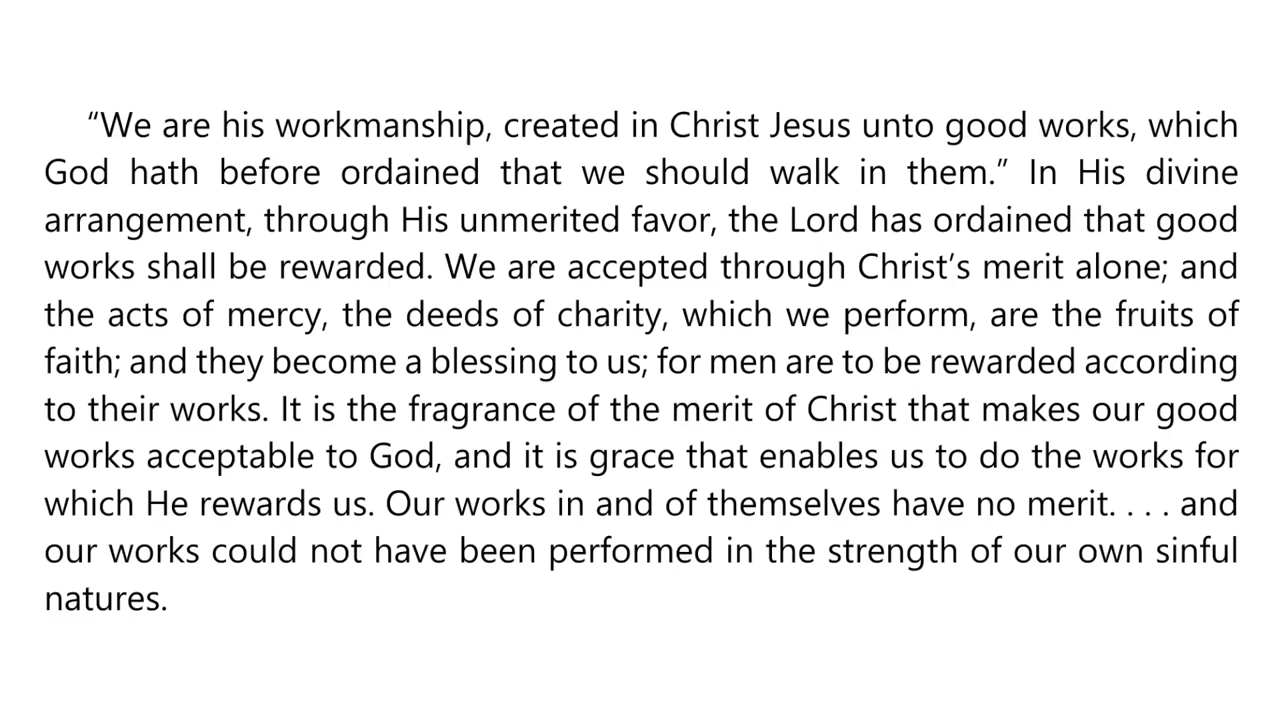 “We are his workmanship, created in Christ Jesus unto good works, which
God hath before ordained that we should walk in them.” In His divine
arrangement, through His unmerited favor, the Lord has ordained that good
works shall be rewarded. We are accepted through Christ’s merit alone; and
the acts of mercy, the deeds of charity, which we perform, are the fruits of
faith; and they become a blessing to us; for men are to be rewarded according
to their works. It is the fragrance of the merit of Christ that makes our good
works acceptable to God, and it is grace that enables us to do the works for
which He rewards us. Our works in and of themselves have no merit. . . . and
our works could not have been performed in the strength of our own sinful
natures.